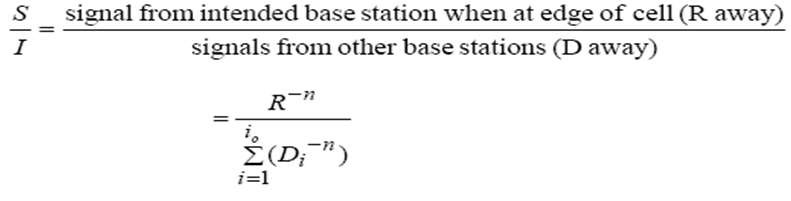 S/I = signal from intended base station when at edge of cell (R away)
signals from other base stations (D away)
= R^{-n}
i_o
Σ(D_i^{-n})
i=1